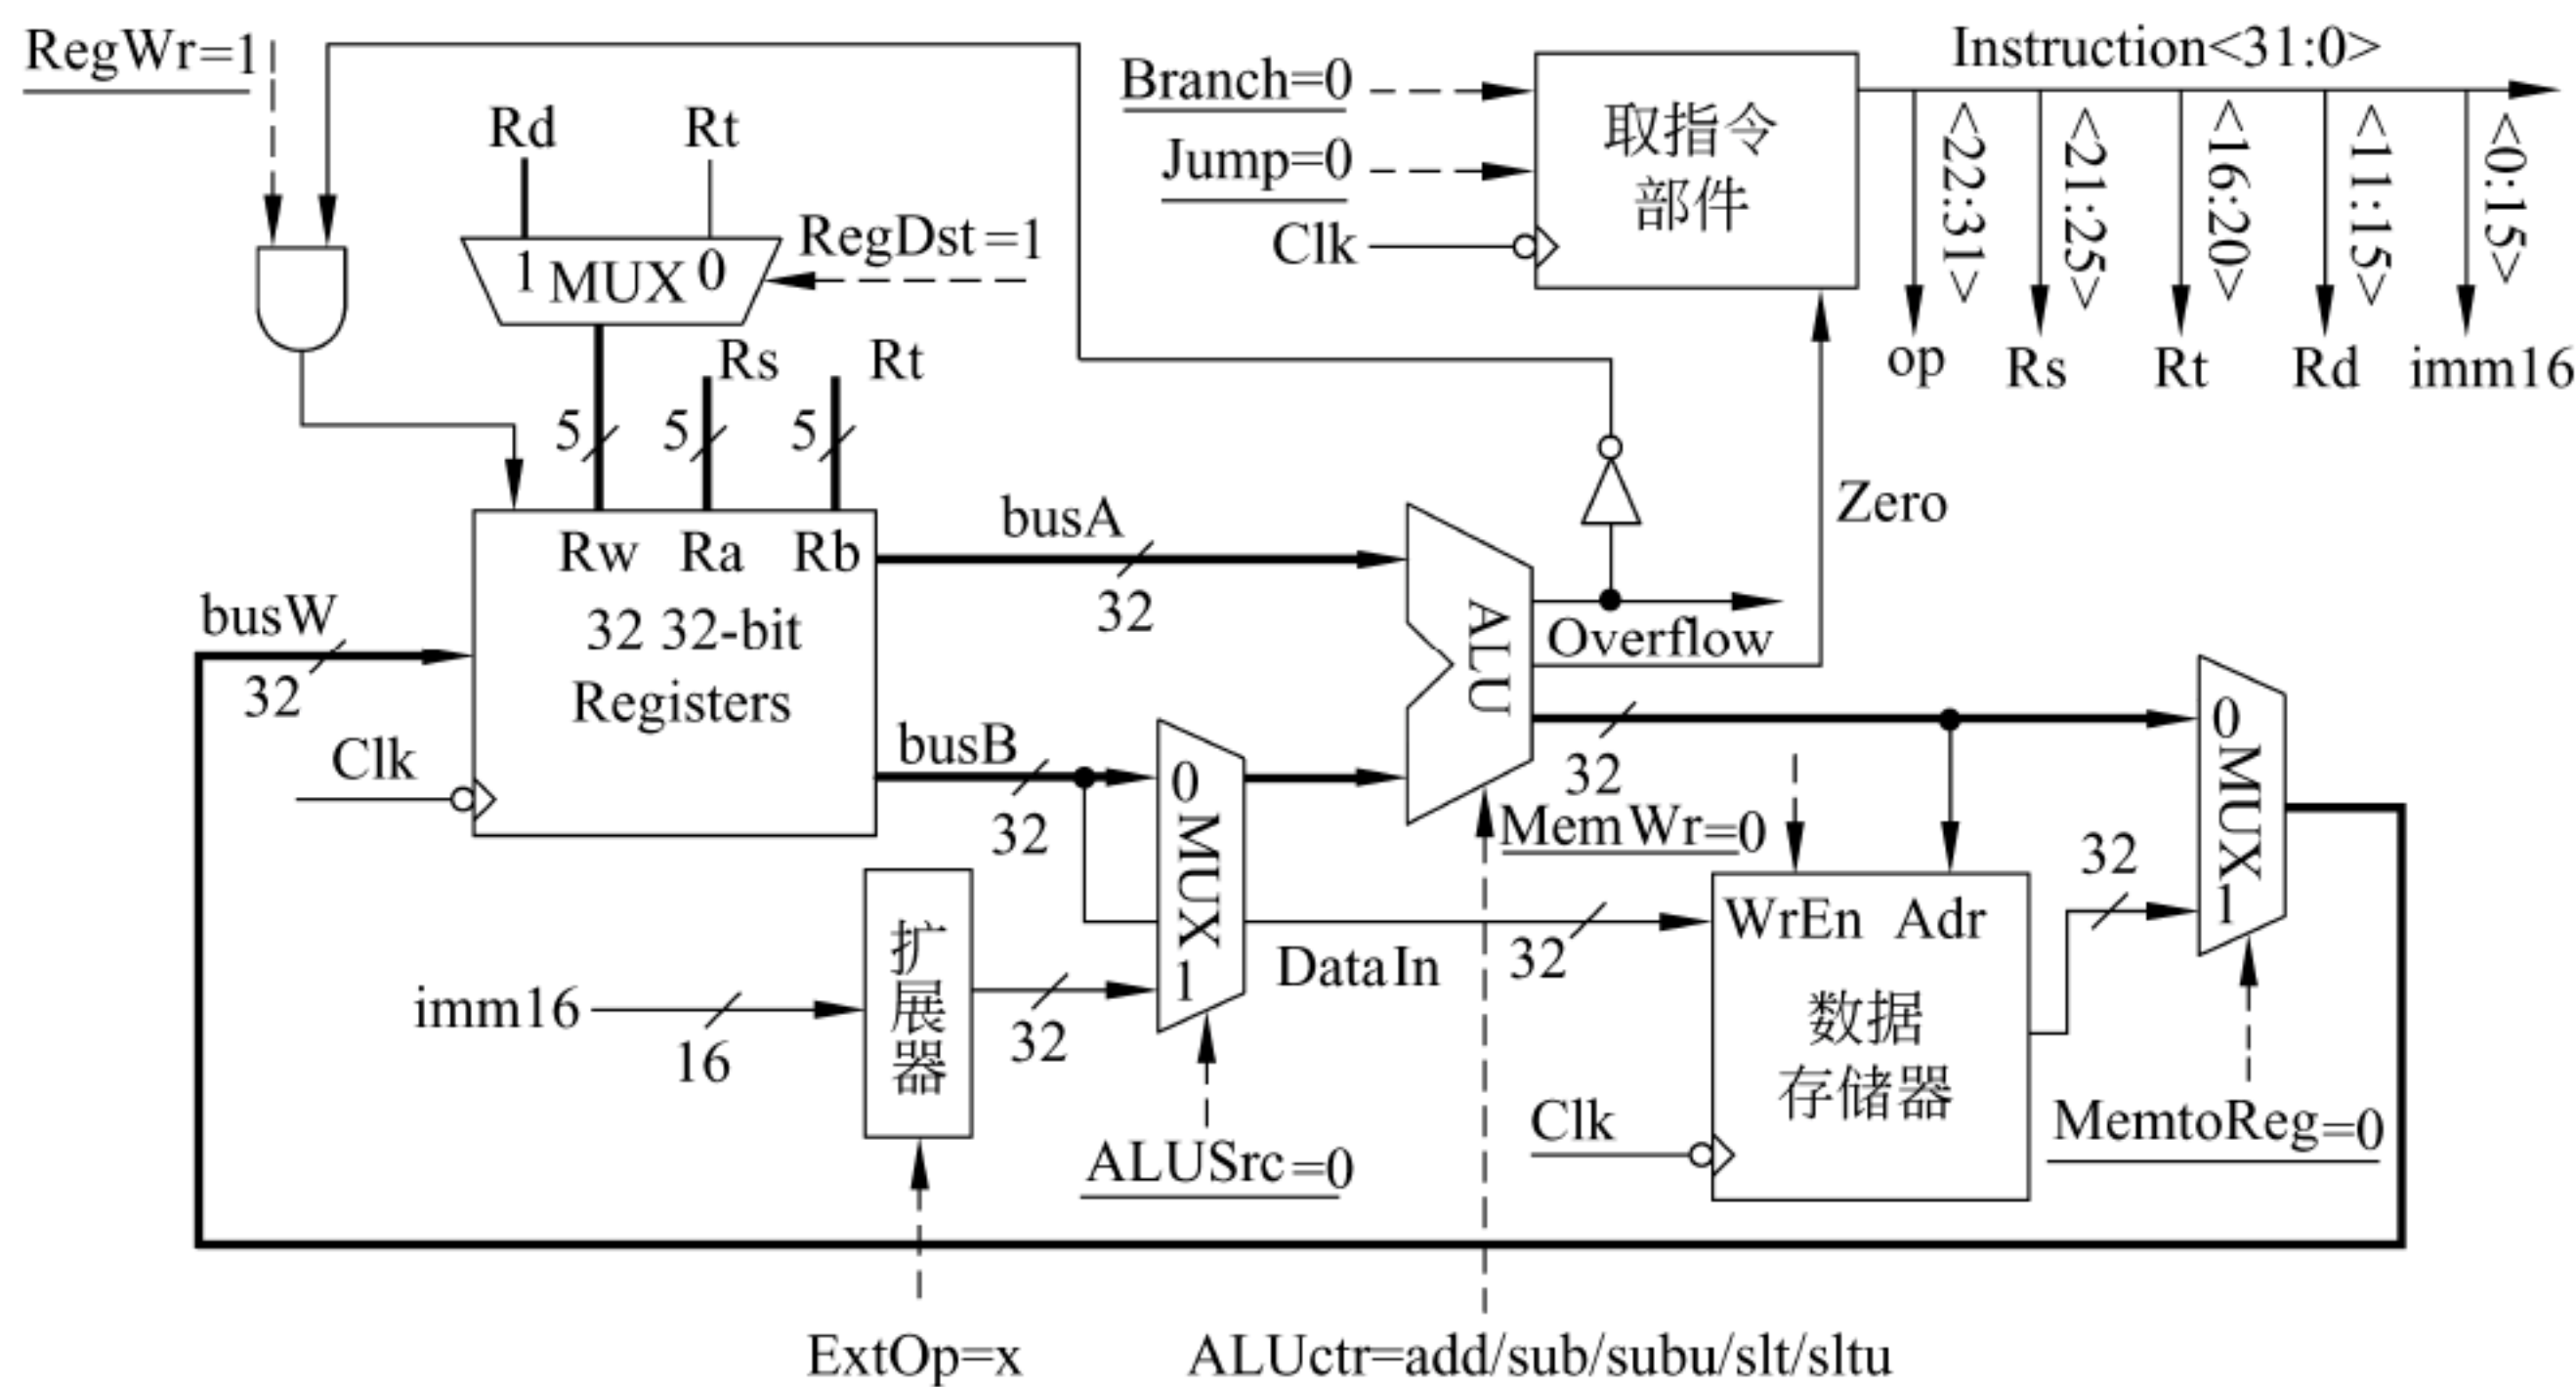 RegWr=1
Rd
Rt
1 MUX 0
RegDst=1
Branch=0
Jump=0
Clk
取指令
部件
Instruction<31:0>
<22:31>
<21:25>
<16:20>
<11:15>
<0:15>
op
Rs
Rt
Rd
imm16
Rs
Rt
5
5
5
Rw Ra Rb
32 32-bit
Registers
busW
32
Clk
busA
32
busB
32
ALU
Overflow
Zero
32
0
MUX
1
MemWr=0
32
0
MUX
1
imm16
16
扩
展
器
32
DataIn
32
WrEn Adr
数据
存储器
Clk
ALUSrc=0
MemtoReg=0
ExtOp=x
ALUctr=add/sub/subu/slt/sltu